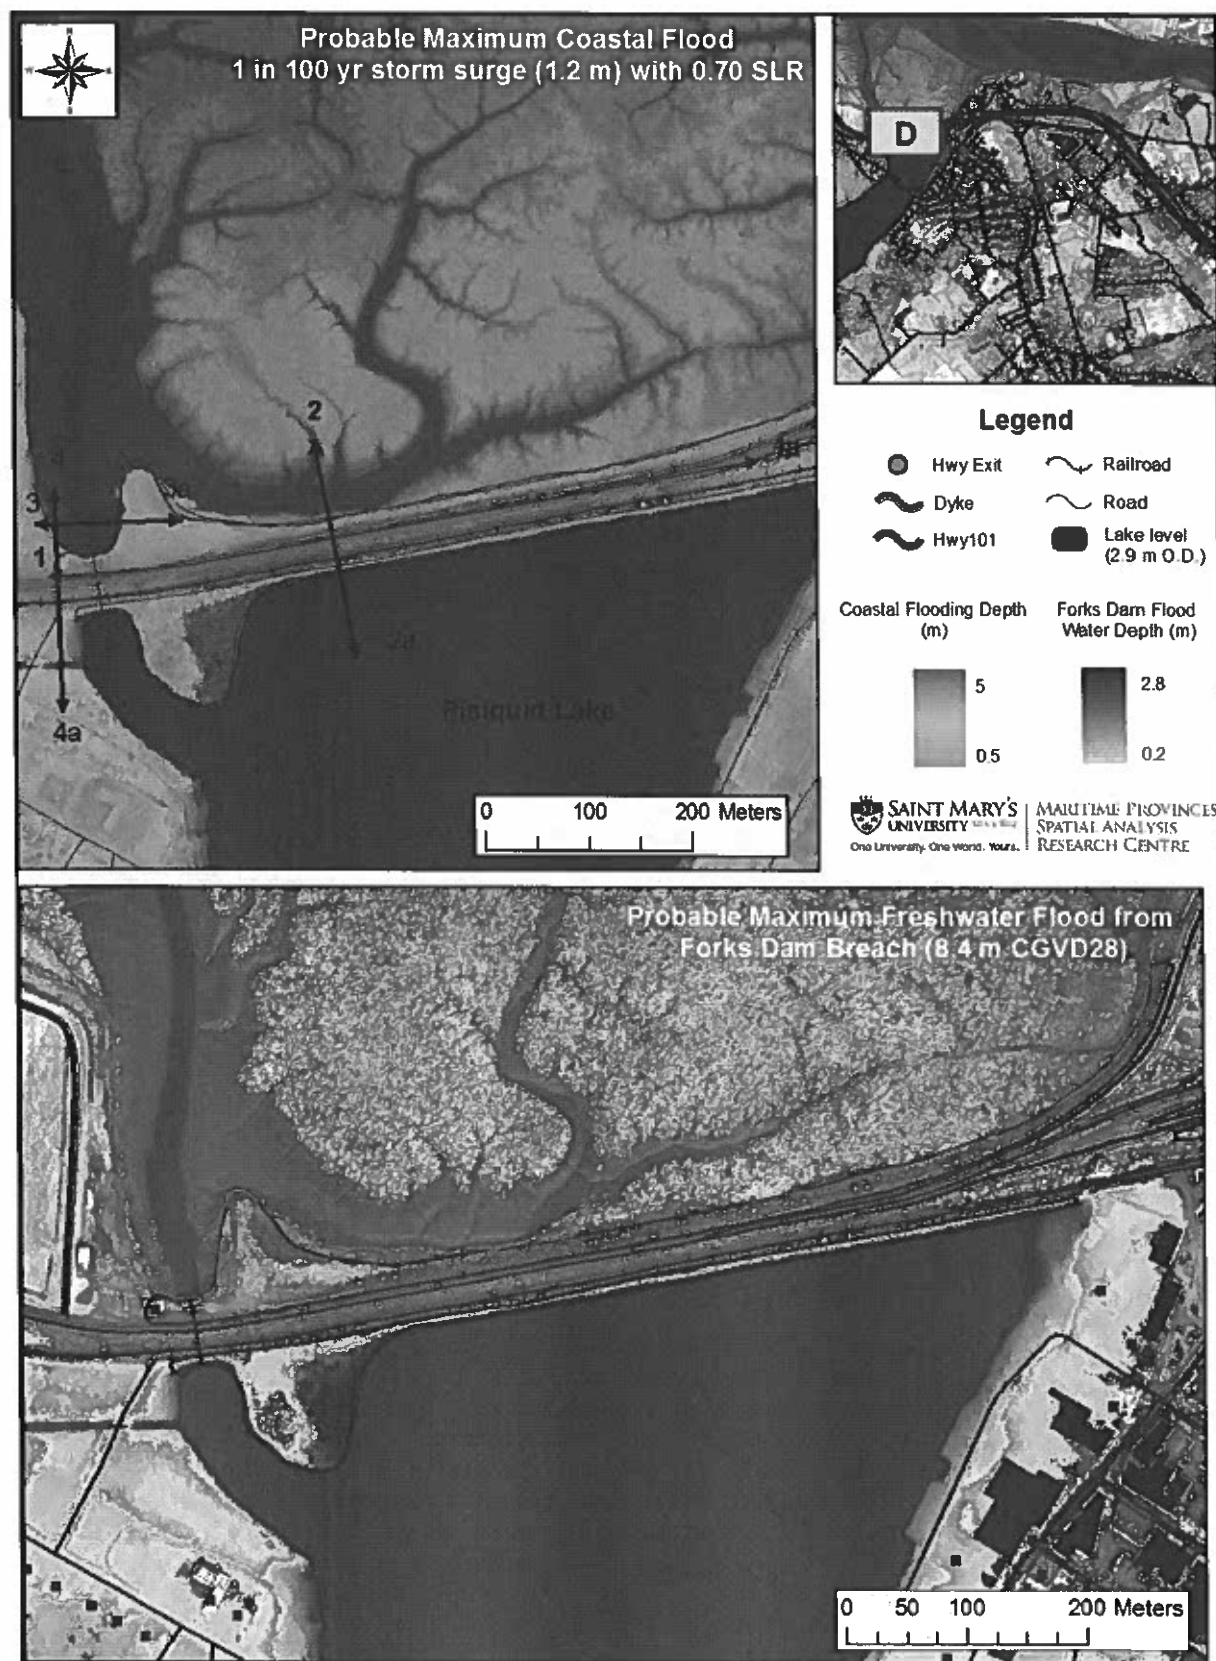 Probable Maximum Coastal Flood
1 in 100 yr storm surge (1.2 m) with 0.70 SLR
N
S
2
3
1
2a
4a
Pisiquid Lake
0 100 200 Meters
D
Legend
Hwy Exit
Railroad
Dyke
Road
Hwy101
Lake level
(2.9 m O.D.)
Coastal Flooding Depth
(m)
5
0.5
Forks Dam Flood
Water Depth (m)
2.8
0.2
SAINT MARY'S
UNIVERSITY
One University. One World. Yours.
MARITIME PROVINCES
SPATIAL ANALYSIS
RESEARCH CENTRE
Probable Maximum Freshwater Flood from
Forks Dam Breach (8.4 m CGVD28)
0 50 100 200 Meters